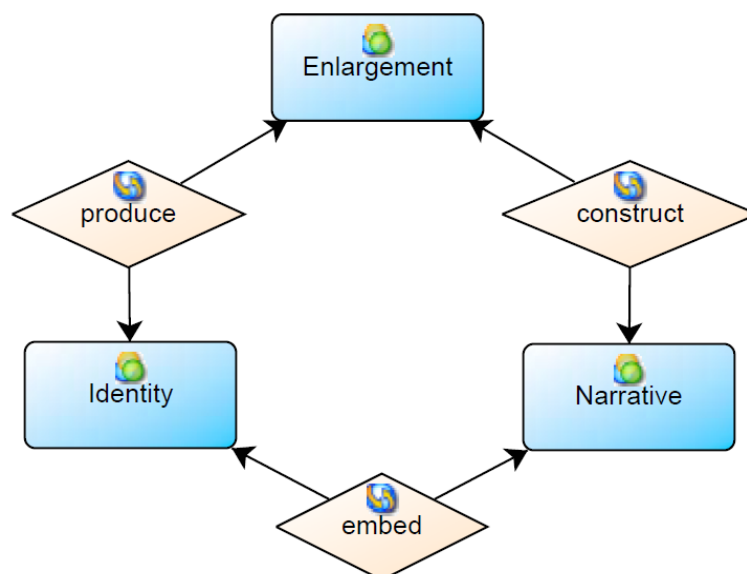 Enlargement
produce
construct
Identity
Narrative
embed